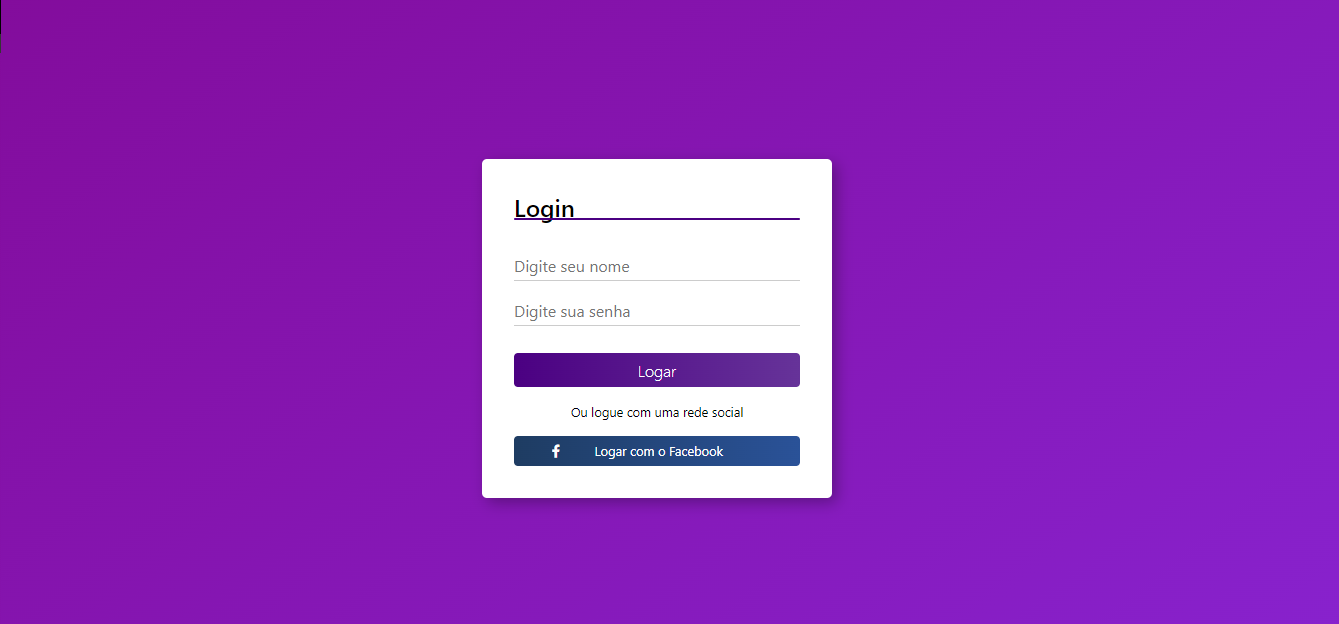 Login
Digite seu nome
Digite sua senha
Logar
Ou logue com uma rede social
Logar com o Facebook